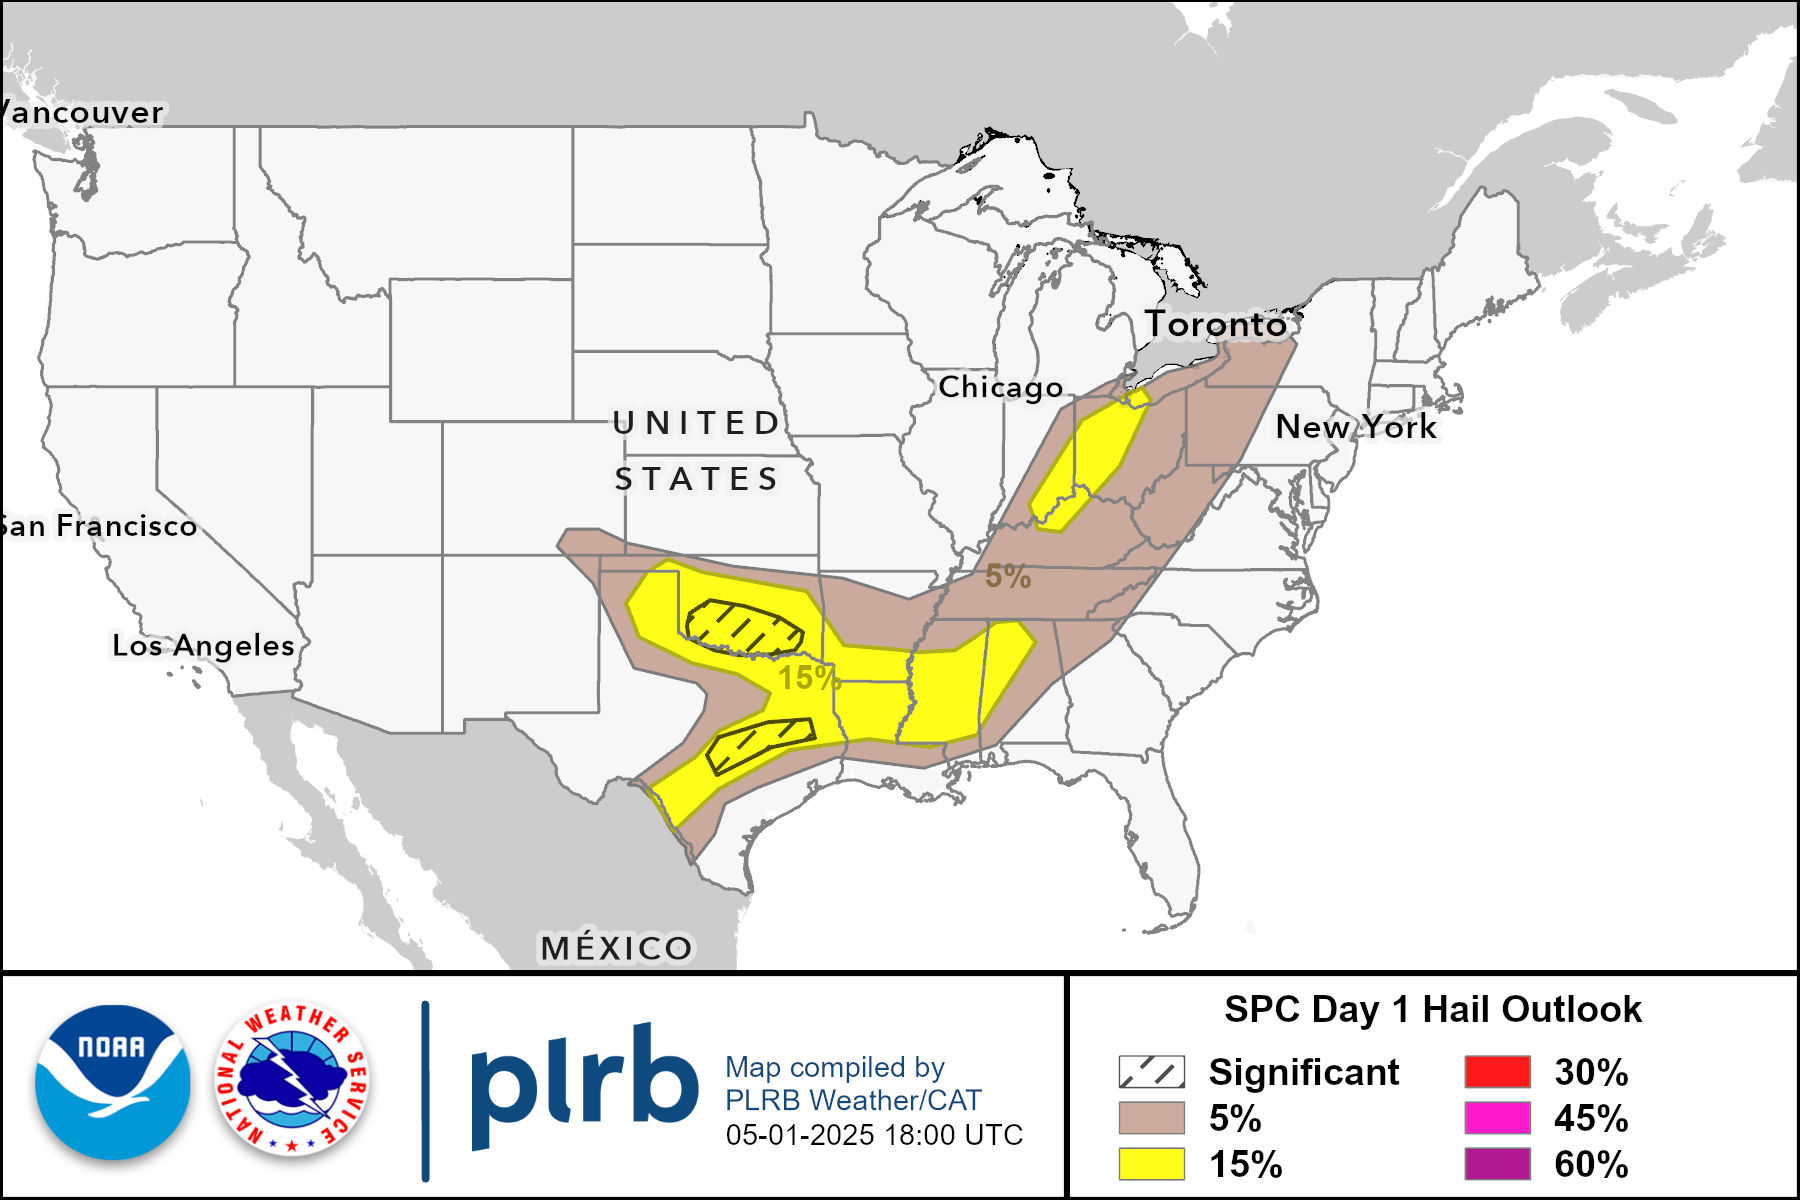 Vancouver
Toronto
Chicago
UNITED
New York
STATES
San Francisco
5%
Los Angeles
15%
MÉXICO
NOAA
NATIONAL WEATHER SERVICE
plrb
Map compiled by
PLRB Weather/CAT
05-01-2025 18:00 UTC
SPC Day 1 Hail Outlook
Significant
30%
5%
45%
15%
60%